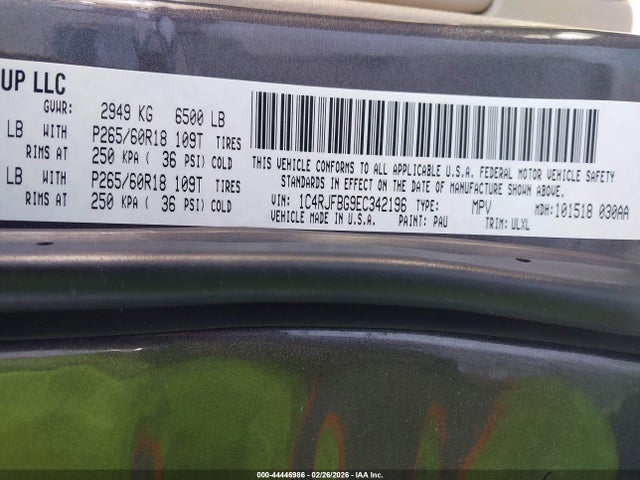 UP LLC
GVWR: 2949 KG 6500 LB
LB WITH P265/60R18 109T TIRES
RIMS AT 250 KPA ( 36 PSI) COLD
LB WITH P265/60R18 109T TIRES
RIMS AT 250 KPA ( 36 PSI) COLD
THIS VEHICLE CONFORMS TO ALL APPLICABLE U.S.A. FEDERAL MOTOR VEHICLE SAFETY
STANDARDS IN EFFECT ON THE DATE OF MANUFACTURE SHOWN ABOVE.
VIN: 1C4RJFBG9EC342196 TYPE: MPV MDH: 101518 030AA
VEHICLE MADE IN U.S.A. PAINT: PAU TRIM: ULXL
000-44446986 - 02/26/2026 - IAA Inc.